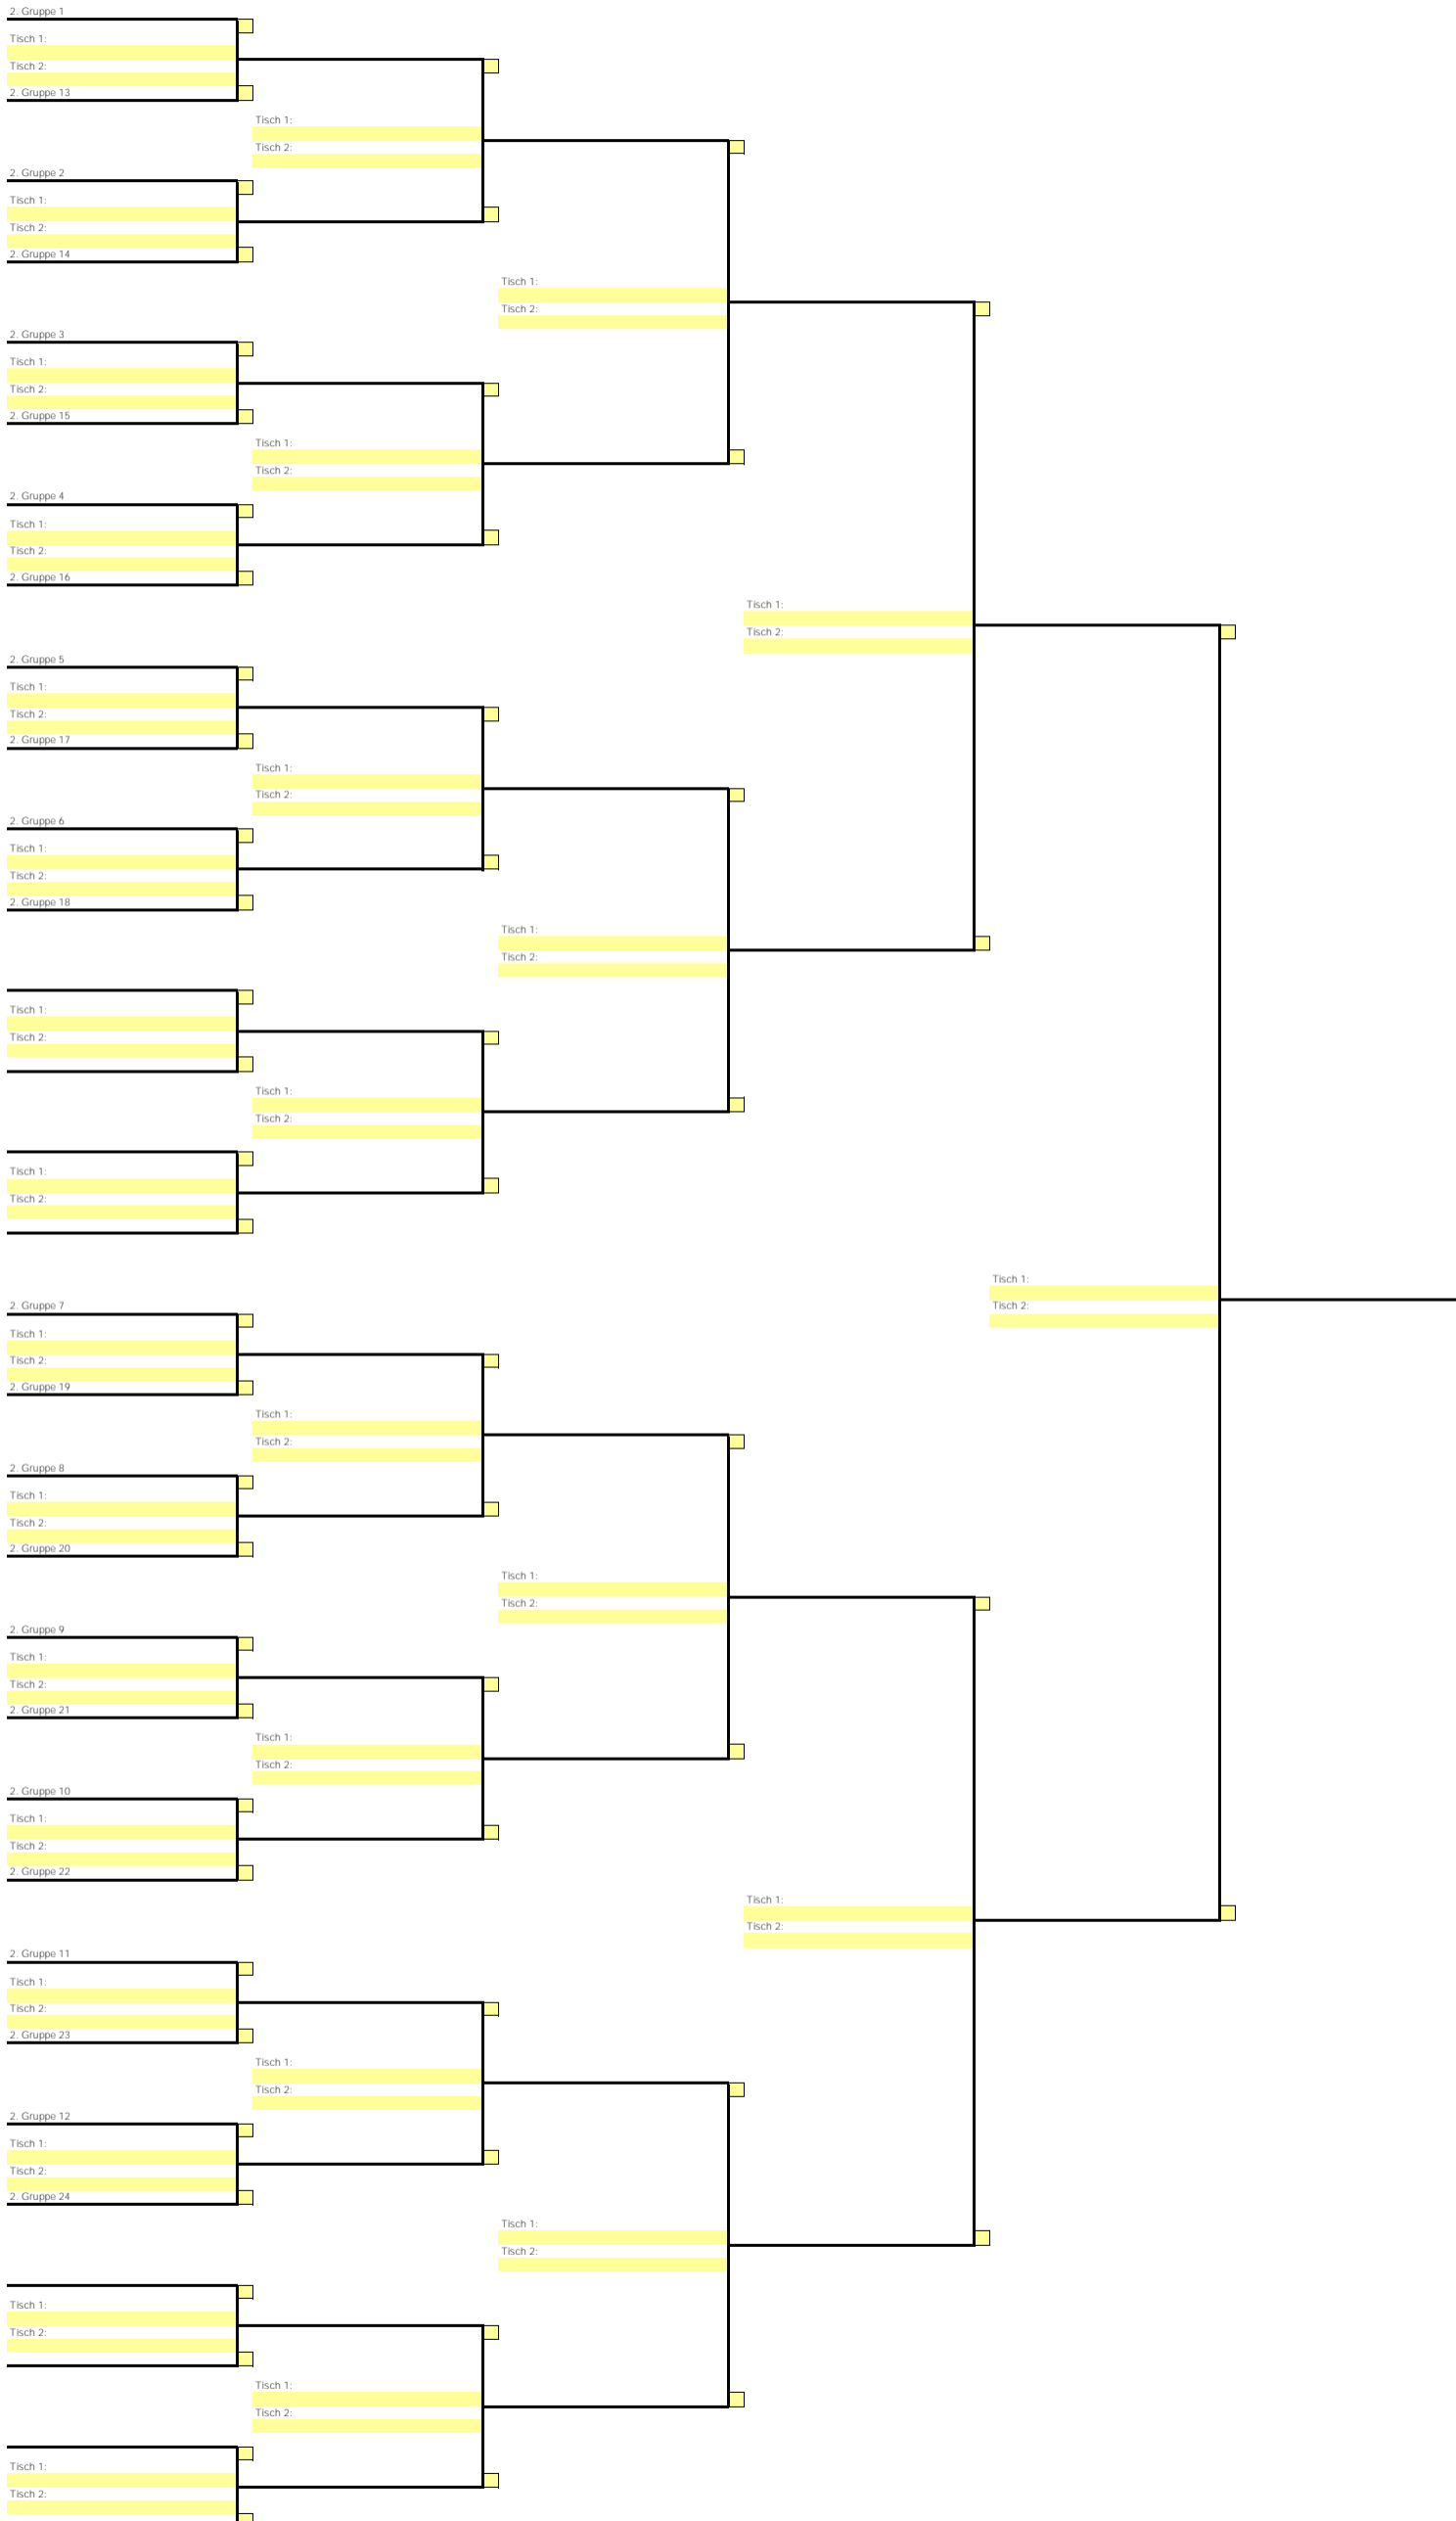 2. Gruppe 1
Tisch 1:
Tisch 2:
2. Gruppe 13
Tisch 1:
Tisch 2:
2. Gruppe 2
Tisch 1:
Tisch 2:
2. Gruppe 14
Tisch 1:
Tisch 2:
2. Gruppe 3
Tisch 1:
Tisch 2:
2. Gruppe 15
Tisch 1:
Tisch 2:
2. Gruppe 4
Tisch 1:
Tisch 2:
2. Gruppe 16
Tisch 1:
Tisch 2:
2. Gruppe 5
Tisch 1:
Tisch 2:
2. Gruppe 17
Tisch 1:
Tisch 2:
2. Gruppe 6
Tisch 1:
Tisch 2:
2. Gruppe 18
Tisch 1:
Tisch 2:
Tisch 1:
Tisch 2:
Tisch 1:
Tisch 2:
Tisch 1:
Tisch 2:
Tisch 1:
Tisch 2:
2. Gruppe 7
Tisch 1:
Tisch 2:
2. Gruppe 19
Tisch 1:
Tisch 2:
2. Gruppe 8
Tisch 1:
Tisch 2:
2. Gruppe 20
Tisch 1:
Tisch 2:
2. Gruppe 9
Tisch 1:
Tisch 2:
2. Gruppe 21
Tisch 1:
Tisch 2:
2. Gruppe 10
Tisch 1:
Tisch 2:
2. Gruppe 22
Tisch 1:
Tisch 2:
2. Gruppe 11
Tisch 1:
Tisch 2:
2. Gruppe 23
Tisch 1:
Tisch 2:
2. Gruppe 12
Tisch 1:
Tisch 2:
2. Gruppe 24
Tisch 1:
Tisch 2:
Tisch 1:
Tisch 2:
Tisch 1:
Tisch 2:
Tisch 1:
Tisch 2: